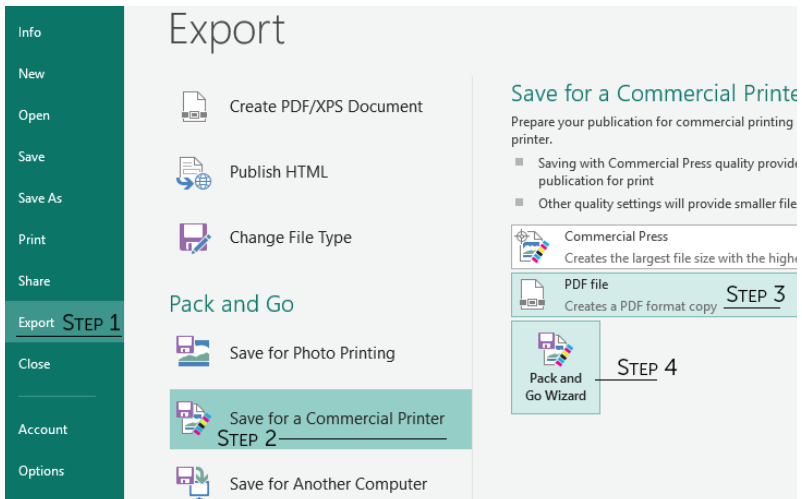 Info
New
Open
Save
Save As
Print
Share
Export STEP 1
Close
Account
Options
Export
Create PDF/XPS Document
Publish HTML
Change File Type
Pack and Go
Save for Photo Printing
Save for a Commercial Printer
STEP 2
Save for Another Computer
Save for a Commercial Printe
Prepare your publication for commercial printing
printer.
Saving with Commercial Press quality provide
publication for print
Other quality settings will provide smaller file
Commercial Press
Creates the largest file size with the highe
PDF file
Creates a PDF format copy STEP 3
Pack and
Go Wizard
STEP 4